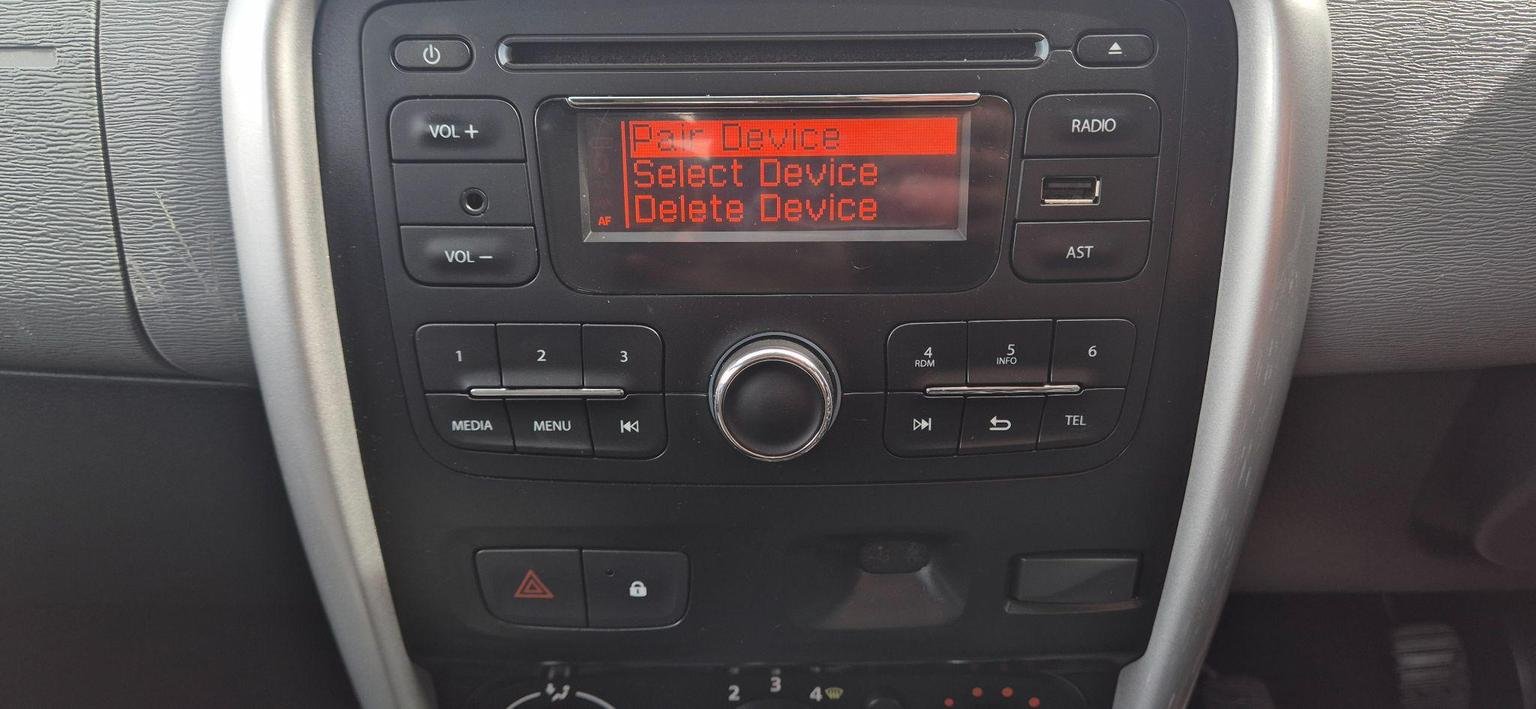 VOL +
RADIO
Pair Device
Select Device
Delete Device
AF
VOL –
AST
1 2 3
4 RDM 5 INFO 6
MEDIA MENU
TEL
2 3 4